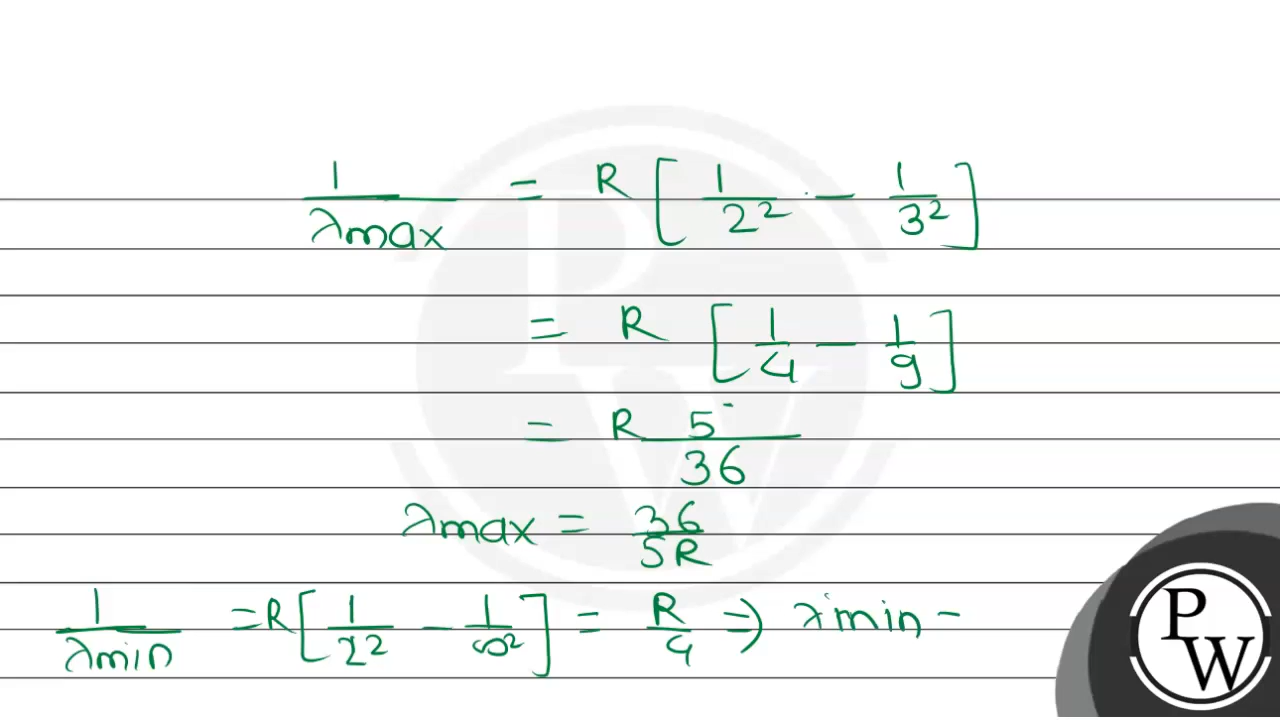 1/λmax = R [1/2² - 1/3²]
= R [1/4 - 1/9]
= R 5/36
λmax = 36/5R
1/λmin = R [1/2² - 1/∞²] = R/4 ⇒ λmin =
PW